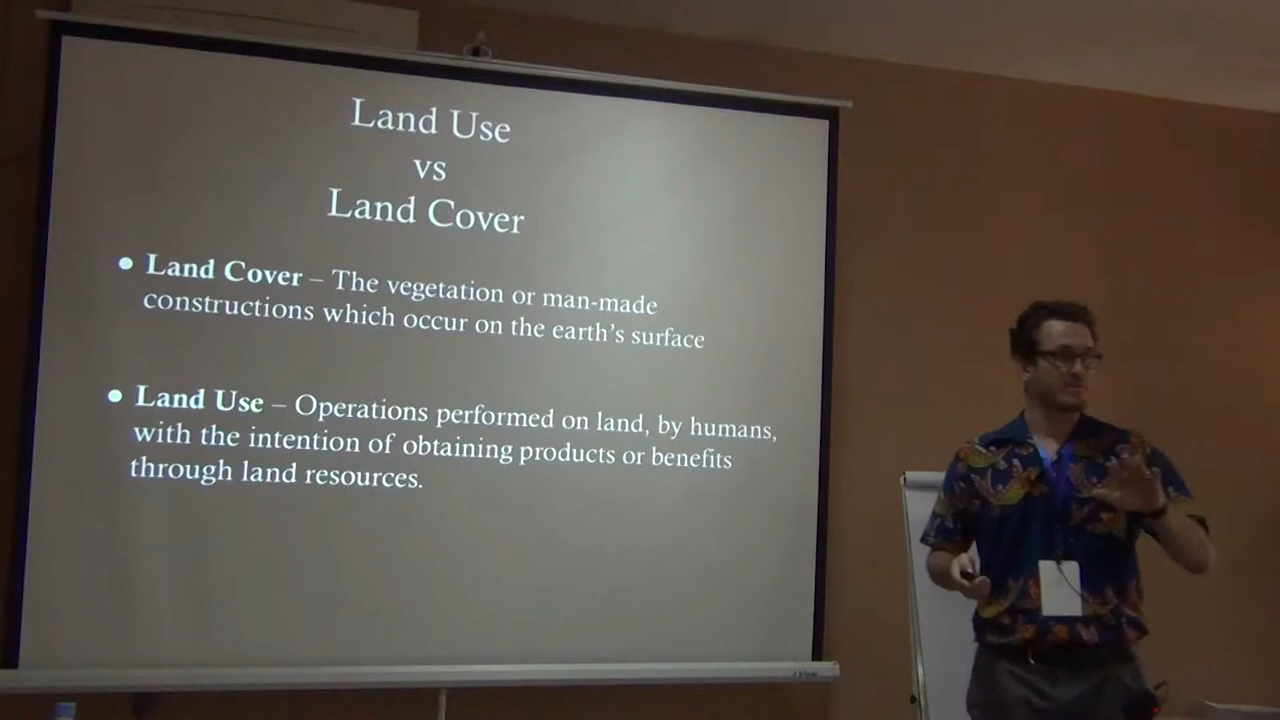 Land Use
vs
Land Cover
• Land Cover – The vegetation or man-made
constructions which occur on the earth's surface
• Land Use – Operations performed on land, by humans,
with the intention of obtaining products or benefits
through land resources.